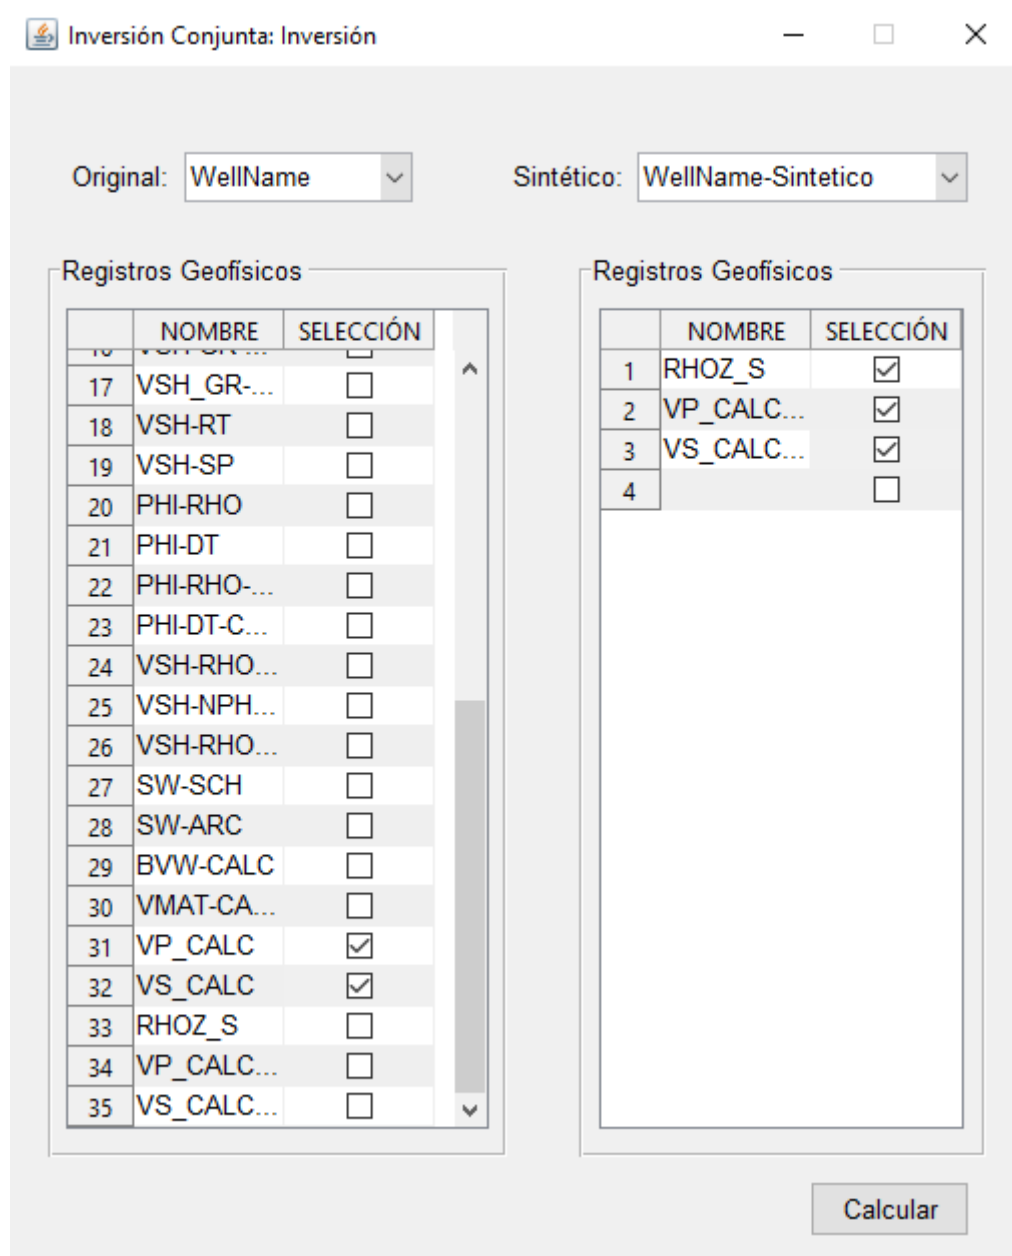 Inversión Conjunta: Inversión
Original: WellName Sintético: WellName-Sintetico
Registros Geofísicos
NOMBRE SELECCIÓN
17 VSH_GR-...
18 VSH-RT
19 VSH-SP
20 PHI-RHO
21 PHI-DT
22 PHI-RHO-...
23 PHI-DT-C...
24 VSH-RHO...
25 VSH-NPH...
26 VSH-RHO...
27 SW-SCH
28 SW-ARC
29 BVW-CALC
30 VMAT-CA...
31 VP_CALC
32 VS_CALC
33 RHOZ_S
34 VP_CALC...
35 VS_CALC...
Registros Geofísicos
NOMBRE SELECCIÓN
1 RHOZ_S
2 VP_CALC...
3 VS_CALC...
4
Calcular